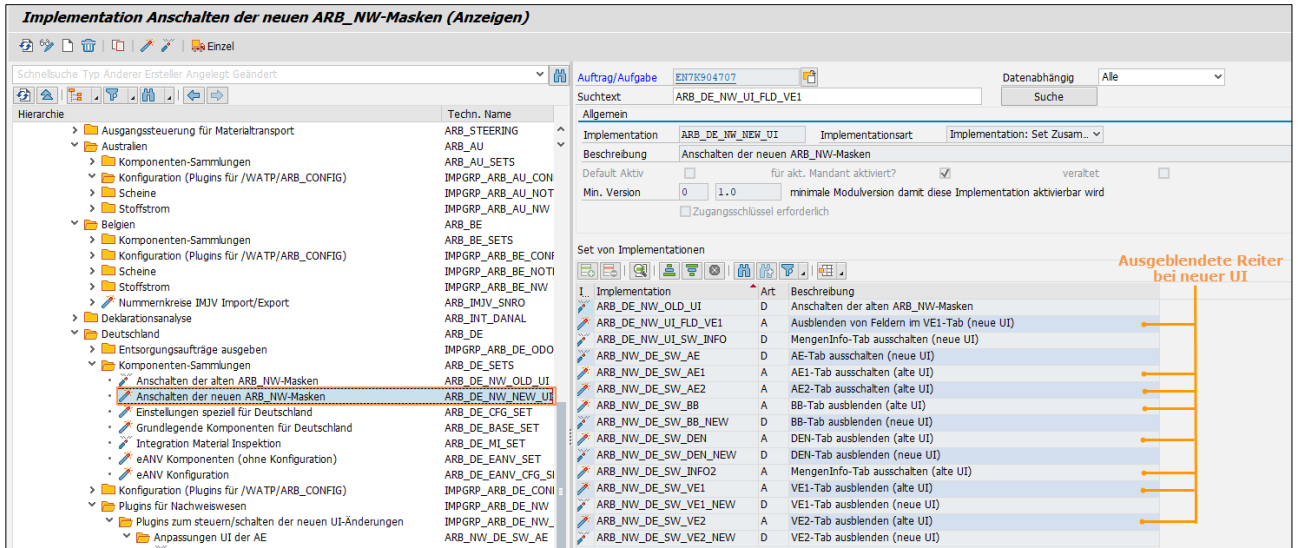 Implementation Anschalten der neuen ARB_NW-Masken (Anzeigen)
Einzel
Schnellsuche Typ Änderer Ersteller Angelegt Geändert
Hierarchie Techn. Name
Ausgangssteuerung für Materialtransport ARB_STEERING
Australien ARB_AU
Komponenten-Sammlungen ARB_AU_SETS
Konfiguration (Plugins für /WATP/ARB_CONFIG) IMPGRP_ARB_AU_CON
Scheine IMPGRP_ARB_AU_NOT
Stoffstrom IMPGRP_ARB_AU_NW
Belgien ARB_BE
Komponenten-Sammlungen ARB_BE_SETS
Konfiguration (Plugins für /WATP/ARB_CONFIG) IMPGRP_ARB_BE_CONF
Scheine IMPGRP_ARB_BE_NOTI
Stoffstrom IMPGRP_ARB_BE_NW
Nummernkreise IMJV Import/Export ARB_IMJV_SNRO
Deklarationsanalyse ARB_INT_DANAL
Deutschland ARB_DE
Entsorgungsaufträge ausgeben IMPGRP_ARB_DE_ODO
Komponenten-Sammlungen ARB_DE_SETS
Anschalten der alten ARB_NW-Masken ARB_DE_NW_OLD_UI
Anschalten der neuen ARB_NW-Masken ARB_DE_NW_NEW_UI
Einstellungen speziell für Deutschland ARB_DE_CFG_SET
Grundlegende Komponenten für Deutschland ARB_DE_BASE_SET
Integration Material Inspektion ARB_DE_MI_SET
eANV Komponenten (ohne Konfiguration) ARB_DE_EANV_SET
eANV Konfiguration ARB_DE_EANV_CFG_SI
Konfiguration (Plugins für /WATP/ARB_CONFIG) IMPGRP_ARB_DE_CONI
Plugins für Nachweiswesen IMPGRP_ARB_DE_NW
Plugins zum steuern/schalten der neuen UI-Änderungen IMPGRP_ARB_DE_NW_
Anpassungen UI der AE ARB_NW_DE_SW_AE
Auftrag/Aufgabe EN7K904707 Datenabhängig Alle
Suchtext ARB_DE_NW_UI_FLD_VE1 Suche
Allgemein
Implementation ARB_DE_NW_NEW_UI Implementationsart Implementation: Set Zusam...
Beschreibung Anschalten der neuen ARB_NW-Masken
Default Aktiv für akt. Mandant aktiviert? veraltet
Min. Version 0 1.0 minimale Modulversion damit diese Implementation aktivierbar wird
Zugangsschlüssel erforderlich
Set von Implementationen
Ausgeblendete Reiter
bei neuer UI
I.. Implementation Art Beschreibung
ARB_DE_NW_OLD_UI D Anschalten der alten ARB_NW-Masken
ARB_DE_NW_UI_FLD_VE1 A Ausblenden von Feldern im VE1-Tab (neue UI)
ARB_DE_NW_UI_SW_INFO D MengenInfo-Tab ausschalten (neue UI)
ARB_NW_DE_SW_AE D AE-Tab ausschalten (neue UI)
ARB_NW_DE_SW_AE1 A AE1-Tab ausschalten (alte UI)
ARB_NW_DE_SW_AE2 A AE2-Tab ausschalten (alte UI)
ARB_NW_DE_SW_BB A BB-Tab ausblenden (alte UI)
ARB_NW_DE_SW_BB_NEW D BB-Tab ausblenden (neue UI)
ARB_NW_DE_SW_DEN A DEN-Tab ausblenden (alte UI)
ARB_NW_DE_SW_DEN_NEW D DEN-Tab ausblenden (neue UI)
ARB_NW_DE_SW_INFO2 A MengenInfo-Tab ausschalten (alte UI)
ARB_NW_DE_SW_VE1 A VE1-Tab ausblenden (alte UI)
ARB_NW_DE_SW_VE1_NEW D VE1-Tab ausblenden (neue UI)
ARB_NW_DE_SW_VE2 A VE2-Tab ausblenden (alte UI)
ARB_NW_DE_SW_VE2_NEW D VE2-Tab ausblenden (neue UI)